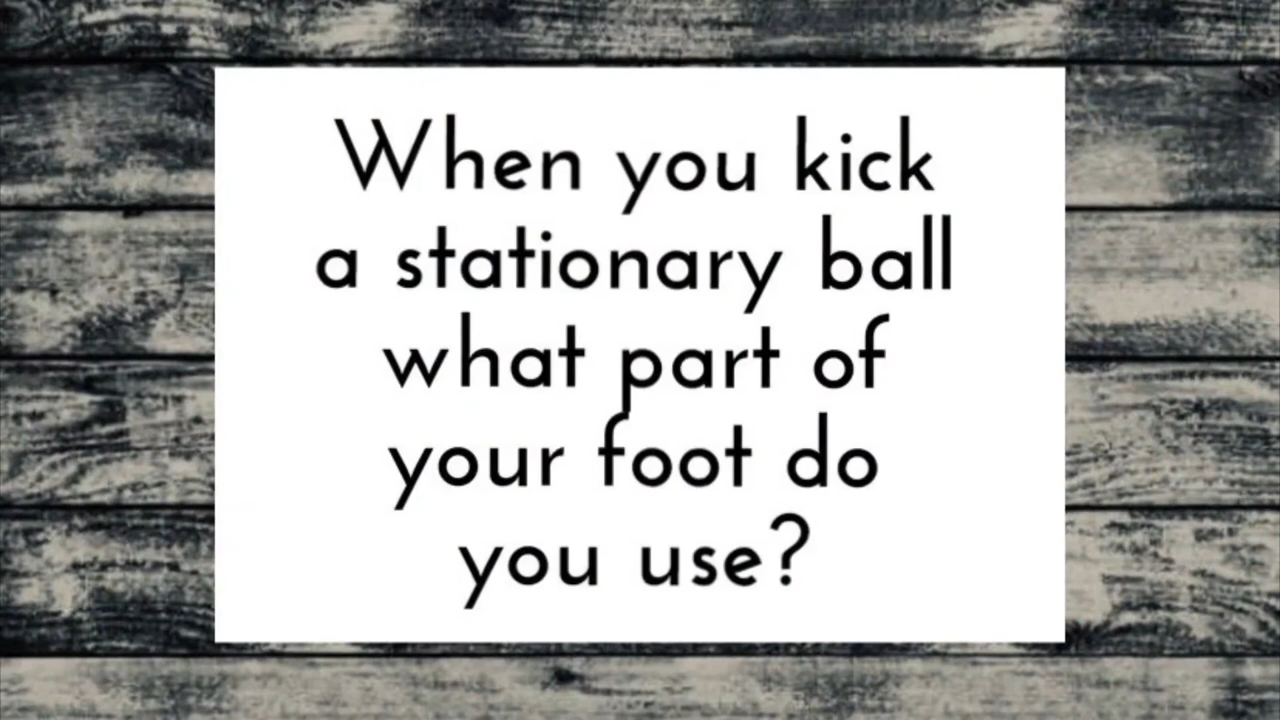 When you kick
a stationary ball
what part of
your foot do
you use?